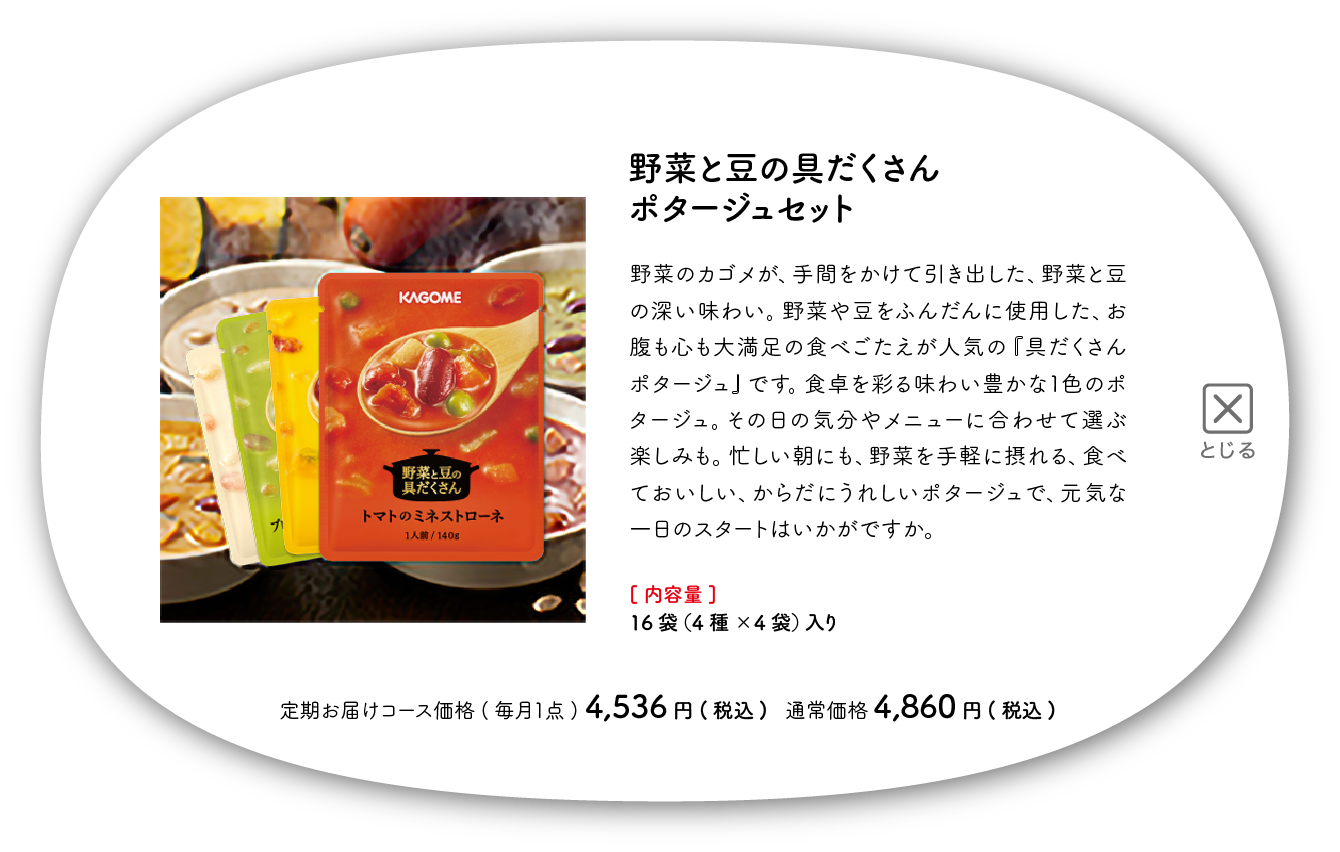 野菜と豆の具だくさん
ポタージュセット
野菜のカゴメが、手間をかけて引き出した、野菜と豆
の深い味わい。野菜や豆をふんだんに使用した、お
腹も心も大満足の食べごたえが人気の『具だくさん
ポタージュ』です。食卓を彩る味わい豊かな1色のポ
タージュ。その日の気分やメニューに合わせて選ぶ
楽しみも。忙しい朝にも、野菜を手軽に摂れる、食べ
ておいしい、からだにうれしいポタージュで、元気な
一日のスタートはいかがですか。
[ 内容量 ]
16袋（4種×4袋）入り
KAGOME
野菜と豆の
具だくさん
トマトのミネストローネ
1人前 / 140g
とじる
定期お届けコース価格 ( 毎月1点 ) 4,536円 ( 税込 ) 通常価格 4,860円 ( 税込 )